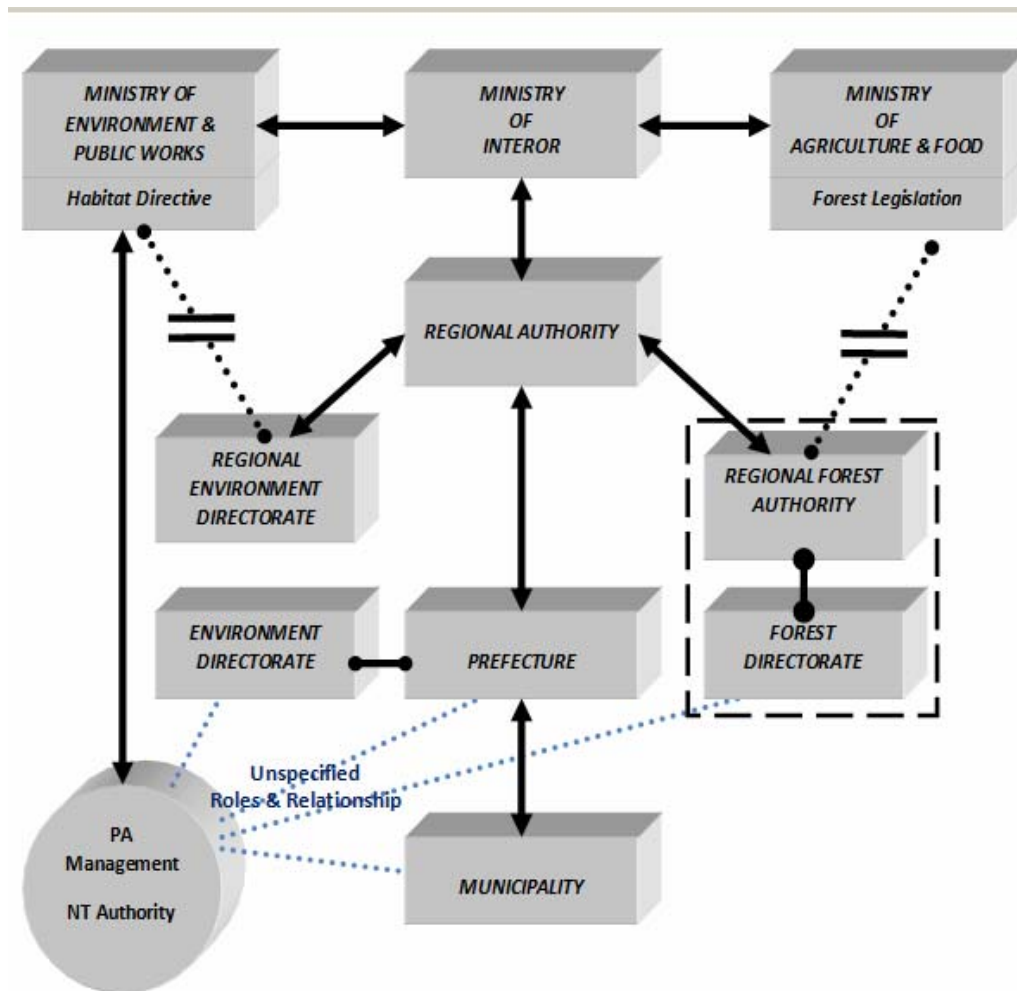 MINISTRY OF
ENVIRONMENT &
PUBLIC WORKS
Habitat Directive
MINISTRY
OF
INTEROR
MINISTRY
OF
AGRICULTURE & FOOD
Forest Legislation
REGIONAL AUTHORITY
REGIONAL
ENVIRONMENT
DIRECTORATE
REGIONAL FOREST
AUTHORITY
ENVIRONMENT
DIRECTORATE
PREFECTURE
FOREST
DIRECTORATE
Unspecified
Roles & Relationship
PA
Management
NT Authority
MUNICIPALITY